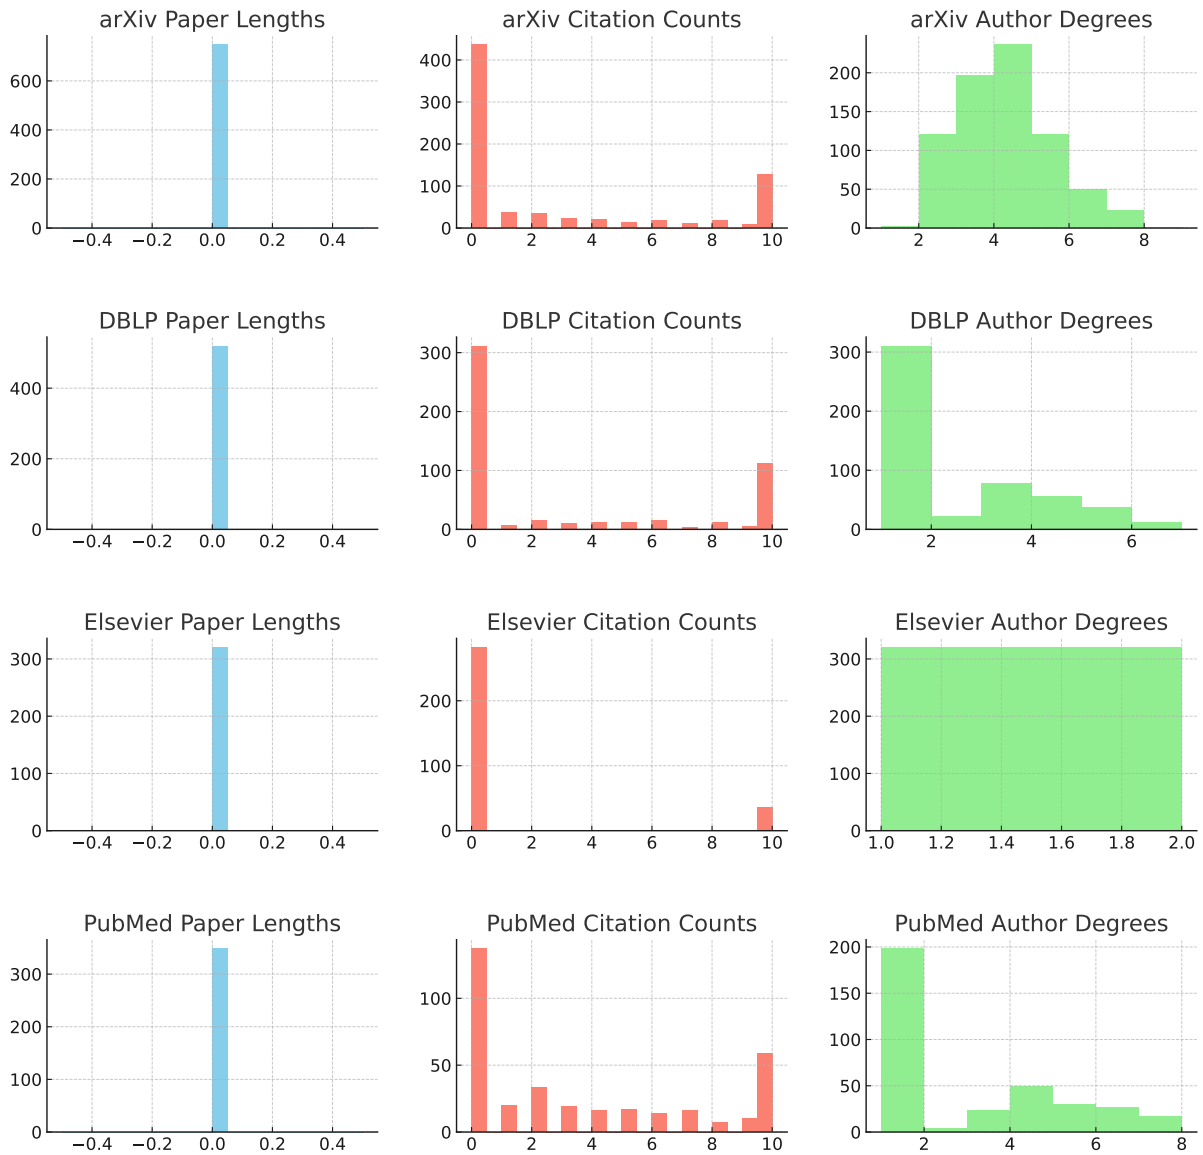 arXiv Paper Lengths
arXiv Citation Counts
arXiv Author Degrees
600
400
200
0
−0.4 −0.2 0.0 0.2 0.4
400
300
200
100
0
0 2 4 6 8 10
200
150
100
50
0
2 4 6 8
DBLP Paper Lengths
DBLP Citation Counts
DBLP Author Degrees
400
200
0
−0.4 −0.2 0.0 0.2 0.4
300
200
100
0
0 2 4 6 8 10
300
200
100
0
2 4 6
Elsevier Paper Lengths
Elsevier Citation Counts
Elsevier Author Degrees
300
200
100
0
−0.4 −0.2 0.0 0.2 0.4
200
100
0
0 2 4 6 8 10
300
200
100
0
1.0 1.2 1.4 1.6 1.8 2.0
PubMed Paper Lengths
PubMed Citation Counts
PubMed Author Degrees
300
200
100
0
−0.4 −0.2 0.0 0.2 0.4
100
50
0
0 2 4 6 8 10
200
150
100
50
0
2 4 6 8